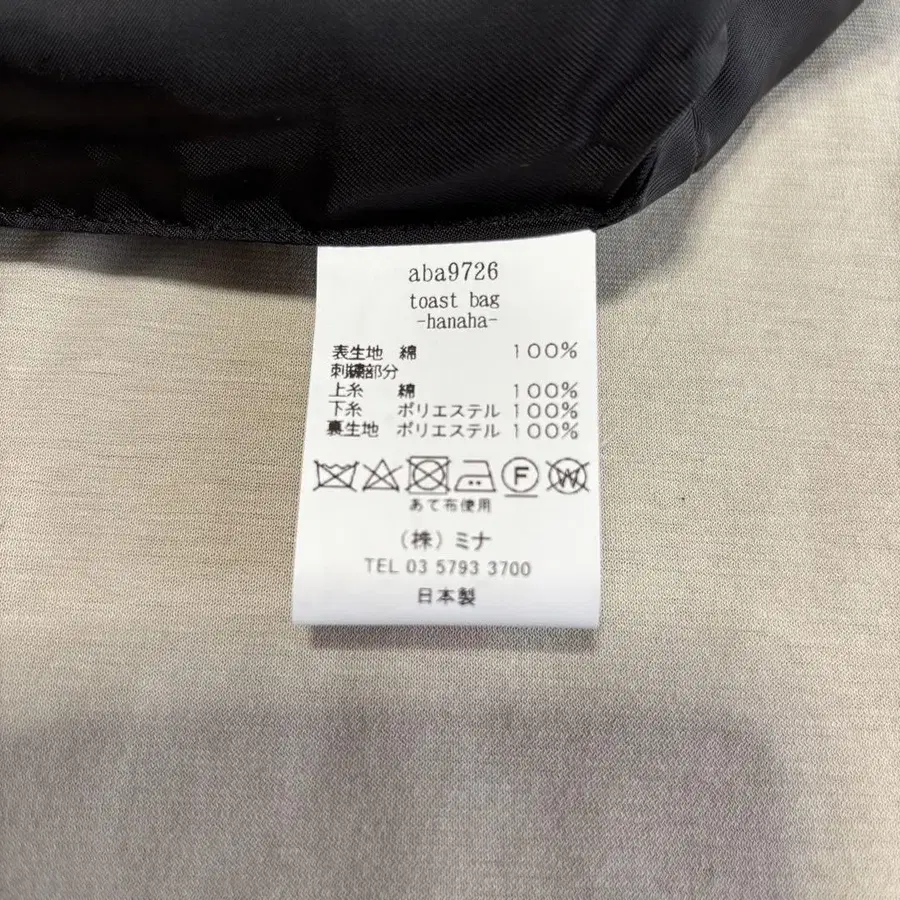 aba9726
toast bag
-hanaha-
表生地 綿 100%
刺繍部分
上糸 綿 100%
下糸 ポリエステル 100%
裏生地 ポリエステル 100%
F W
あて布使用
(株) ミナ
TEL 03 5793 3700
日本製